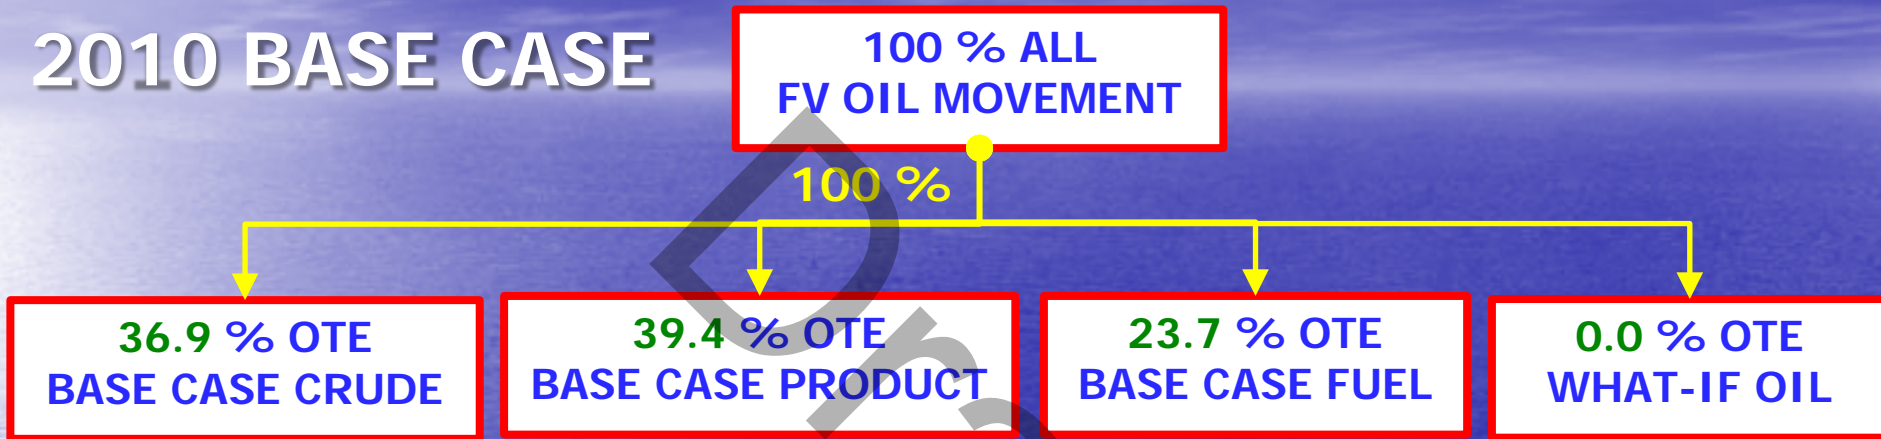 2010 BASE CASE
100 % ALL
FV OIL MOVEMENT
100 %
36.9 % OTE
BASE CASE CRUDE
39.4 % OTE
BASE CASE PRODUCT
23.7 % OTE
BASE CASE FUEL
0.0 % OTE
WHAT-IF OIL